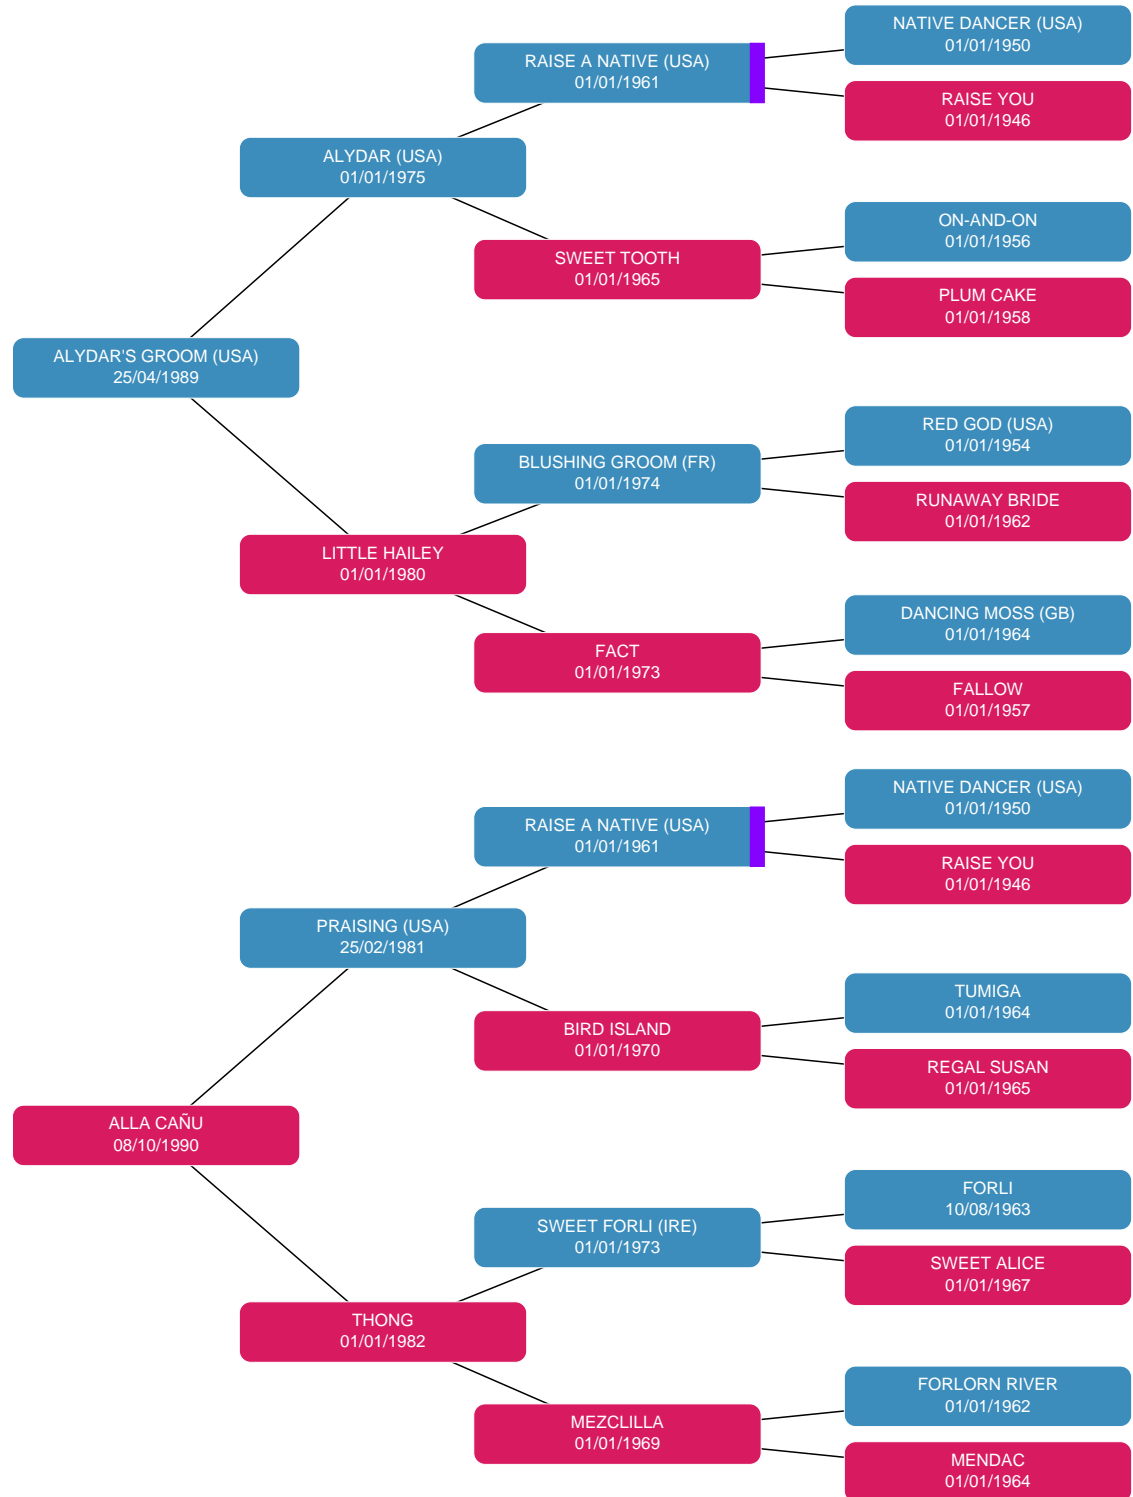 NATIVE DANCER (USA)
01/01/1950
RAISE A NATIVE (USA)
01/01/1961
RAISE YOU
01/01/1946
ALYDAR (USA)
01/01/1975
ON-AND-ON
01/01/1956
SWEET TOOTH
01/01/1965
PLUM CAKE
01/01/1958
ALYDAR'S GROOM (USA)
25/04/1989
RED GOD (USA)
01/01/1954
BLUSHING GROOM (FR)
01/01/1974
RUNAWAY BRIDE
01/01/1962
LITTLE HAILEY
01/01/1980
DANCING MOSS (GB)
01/01/1964
FACT
01/01/1973
FALLOW
01/01/1957
NATIVE DANCER (USA)
01/01/1950
RAISE A NATIVE (USA)
01/01/1961
RAISE YOU
01/01/1946
PRAISING (USA)
25/02/1981
TUMIGA
01/01/1964
BIRD ISLAND
01/01/1970
REGAL SUSAN
01/01/1965
ALLA CAÑU
08/10/1990
FORLI
10/08/1963
SWEET FORLI (IRE)
01/01/1973
SWEET ALICE
01/01/1967
THONG
01/01/1982
FORLORN RIVER
01/01/1962
MEZCLILLA
01/01/1969
MENDAC
01/01/1964